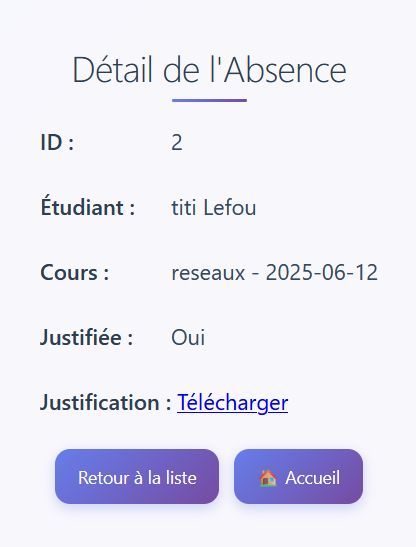 Détail de l'Absence
ID : 2
Étudiant : titi Lefou
Cours : reseaux - 2025-06-12
Justifiée : Oui
Justification : Télécharger
Retour à la liste 🏠 Accueil